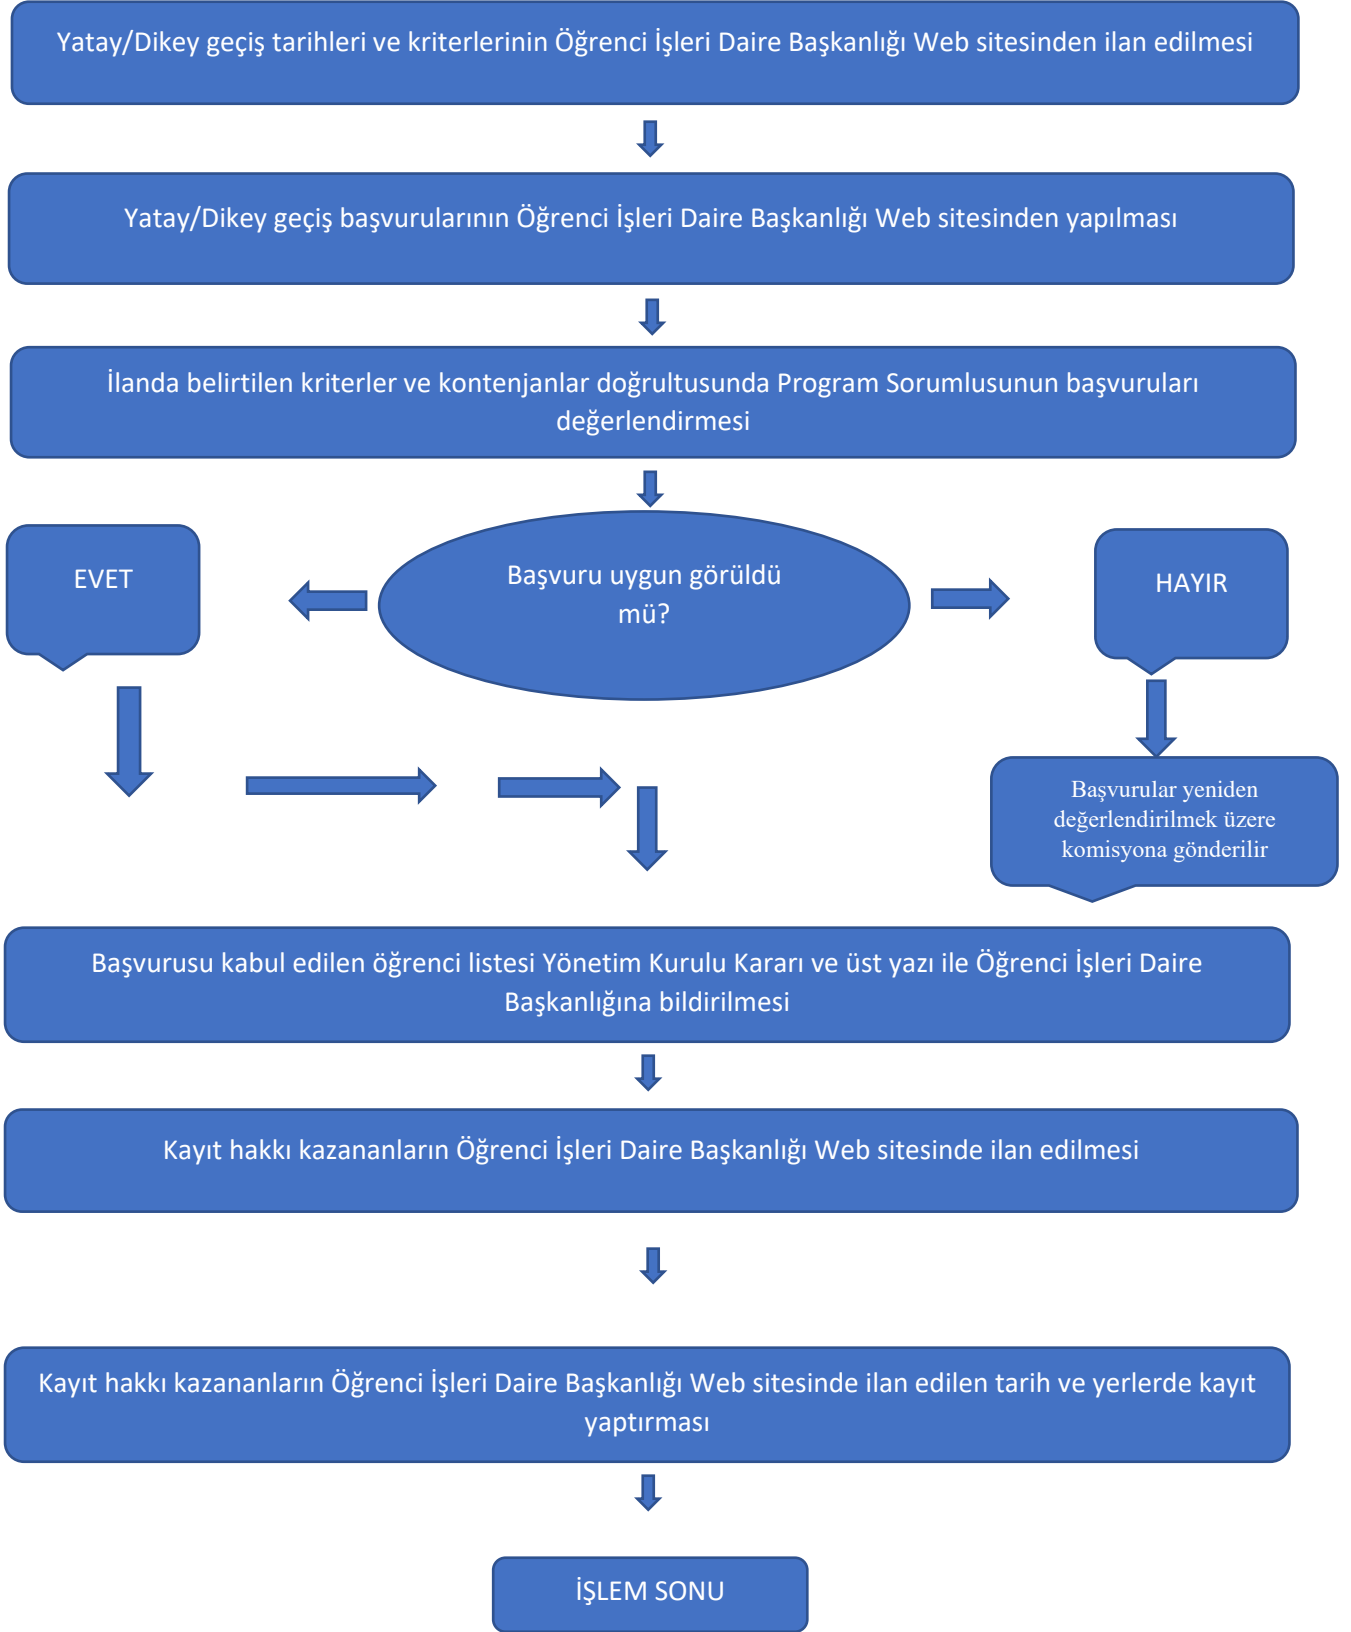 Yatay/Dikey geçiş tarihleri ve kriterlerinin Öğrenci İşleri Daire Başkanlığı Web sitesinden ilan edilmesi
Yatay/Dikey geçiş başvurularının Öğrenci İşleri Daire Başkanlığı Web sitesinden yapılması
İlanda belirtilen kriterler ve kontenjanlar doğrultusunda Program Sorumlusunun başvuruları
değerlendirmesi
EVET
Başvuru uygun görüldü
mü?
HAYIR
Başvurular yeniden
değerlendirilmek üzere
komisyona gönderilir
Başvurusu kabul edilen öğrenci listesi Yönetim Kurulu Kararı ve üst yazı ile Öğrenci İşleri Daire
Başkanlığına bildirilmesi
Kayıt hakkı kazananların Öğrenci İşleri Daire Başkanlığı Web sitesinde ilan edilmesi
Kayıt hakkı kazananların Öğrenci İşleri Daire Başkanlığı Web sitesinde ilan edilen tarih ve yerlerde kayıt
yaptırması
İŞLEM SONU